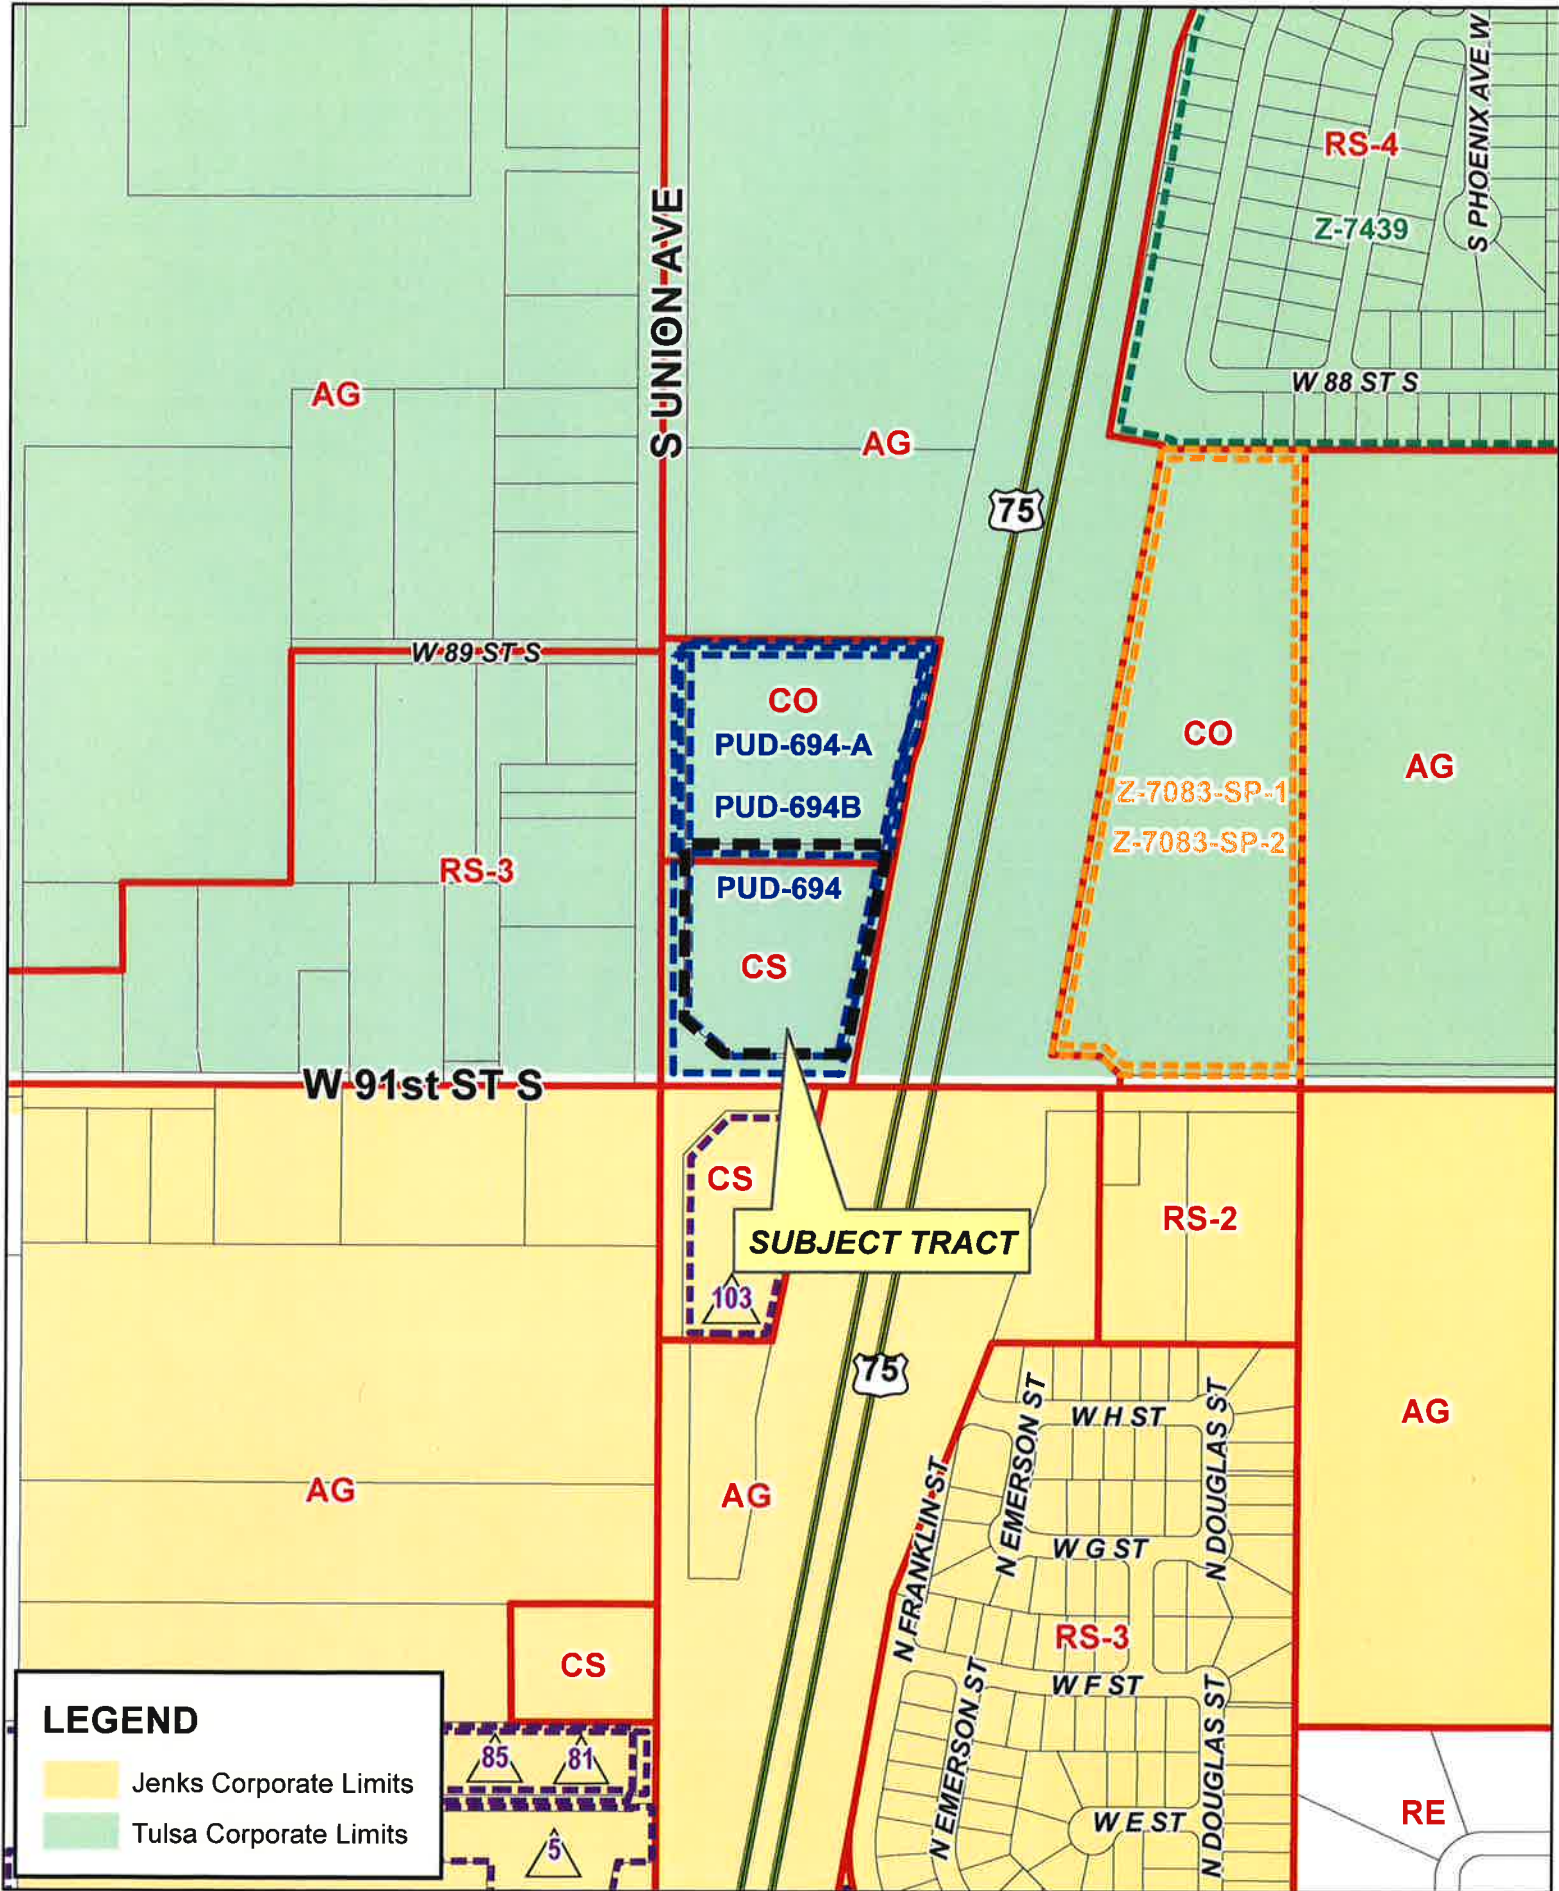 S PHOENIX AVE W
RS-4
Z-7439
S UNION AVE
W 88 ST S
AG
AG
75
W 89 ST S
CO
PUD-694-A
PUD-694B
CO
Z-7083-SP-1
Z-7083-SP-2
AG
RS-3
PUD-694
CS
W 91st ST S
CS
RS-2
SUBJECT TRACT
103
75
N EMERSON ST
W H ST
N DOUGLAS ST
AG
AG
AG
N FRANKLIN ST
W G ST
RS-3
CS
W F ST
N EMERSON ST
N DOUGLAS ST
LEGEND
Jenks Corporate Limits
Tulsa Corporate Limits
85
81
5
W E ST
RE